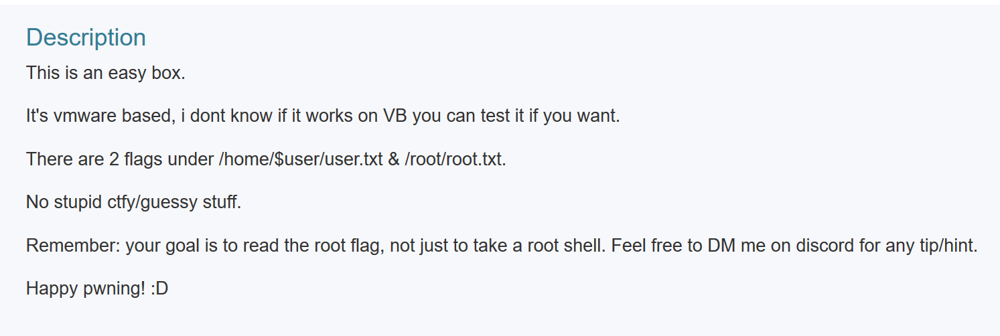 Description
This is an easy box.
It's vmware based, i dont know if it works on VB you can test it if you want.
There are 2 flags under /home/$user/user.txt & /root/root.txt.
No stupid ctfy/guessy stuff.
Remember: your goal is to read the root flag, not just to take a root shell. Feel free to DM me on discord for any tip/hint.
Happy pwning! :D